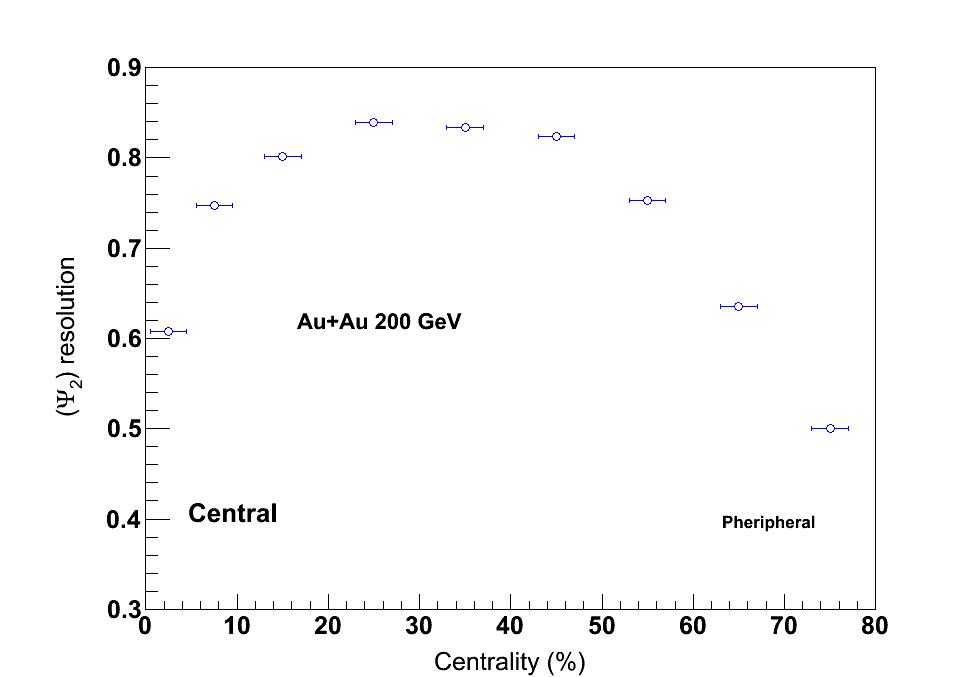 0.9
0.8
0.7
0.6
0.5
0.4
0.3
(Ψ2) resolution
Au+Au 200 GeV
Central
Pheripheral
0 10 20 30 40 50 60 70 80
Centrality (%)